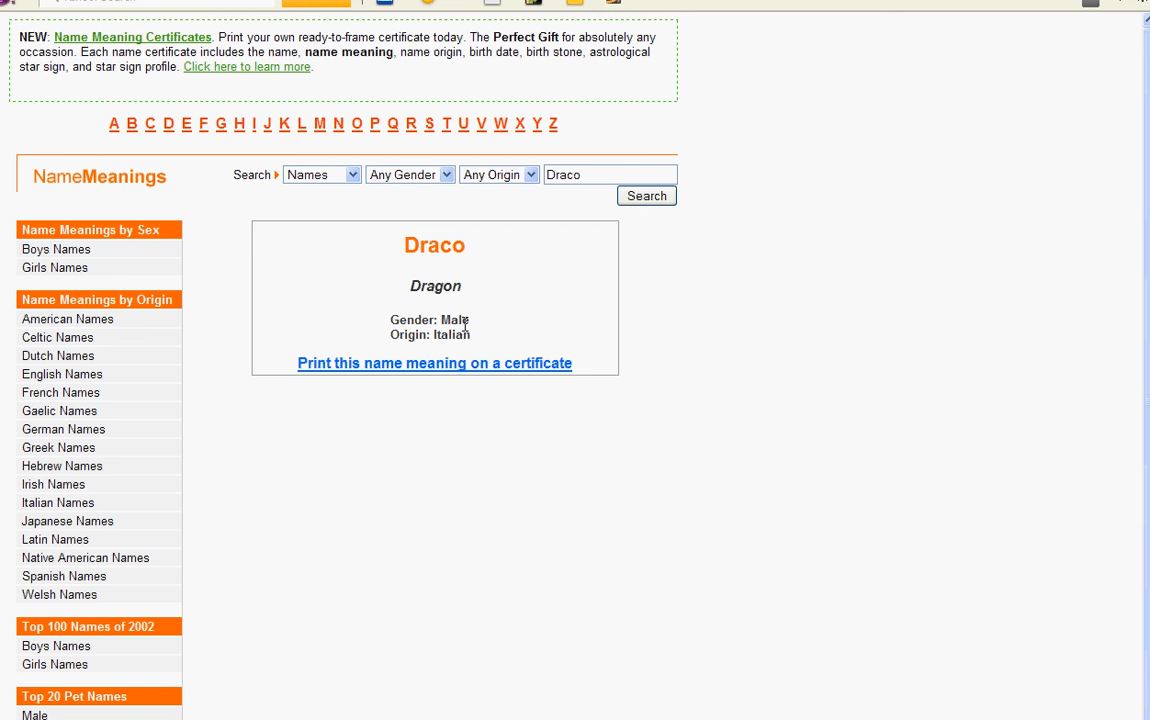 NEW: Name Meaning Certificates. Print your own ready-to-frame certificate today. The Perfect Gift for absolutely any
occassion. Each name certificate includes the name, name meaning, name origin, birth date, birth stone, astrological
star sign, and star sign profile. Click here to learn more.
A B C D E F G H I J K L M N O P Q R S T U V W X Y Z
NameMeanings
Search Names Any Gender Any Origin Draco
Search
Name Meanings by Sex
Boys Names
Girls Names
Name Meanings by Origin
American Names
Celtic Names
Dutch Names
English Names
French Names
Gaelic Names
German Names
Greek Names
Hebrew Names
Irish Names
Italian Names
Japanese Names
Latin Names
Native American Names
Spanish Names
Welsh Names
Top 100 Names of 2002
Boys Names
Girls Names
Top 20 Pet Names
Male
Draco
Dragon
Gender: Male
Origin: Italian
Print this name meaning on a certificate